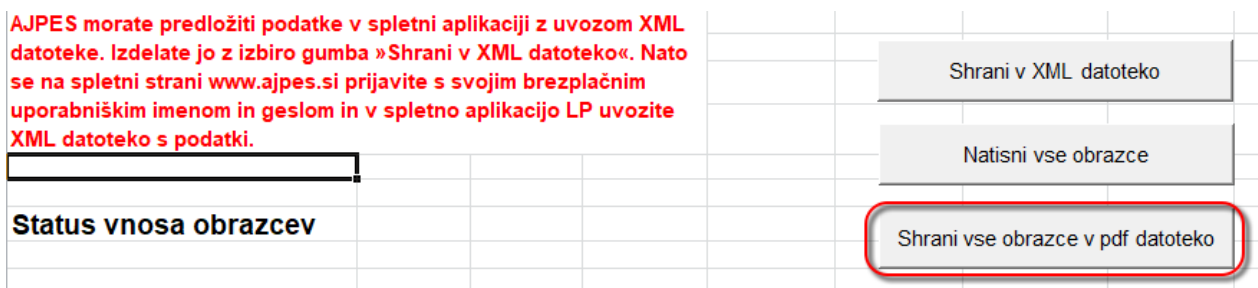 AJPES morate predložiti podatke v spletni aplikaciji z uvozom XML
datoteke. Izdelate jo z izbiro gumba »Shrani v XML datoteko«. Nato
se na spletni strani www.ajpes.si prijavite s svojim brezplačnim
uporabniškim imenom in geslom in v spletno aplikacijo LP uvozite
XML datoteko s podatki.
Shrani v XML datoteko
Natisni vse obrazce
Status vnosa obrazcev
Shrani vse obrazce v pdf datoteko